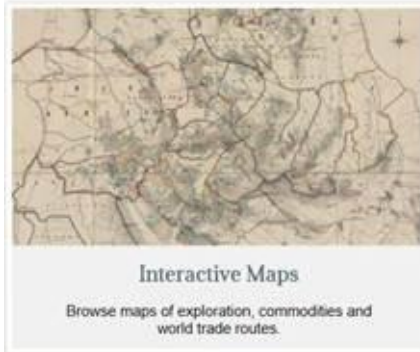 Interactive Maps
Browse maps of exploration, commodities and
world trade routes.